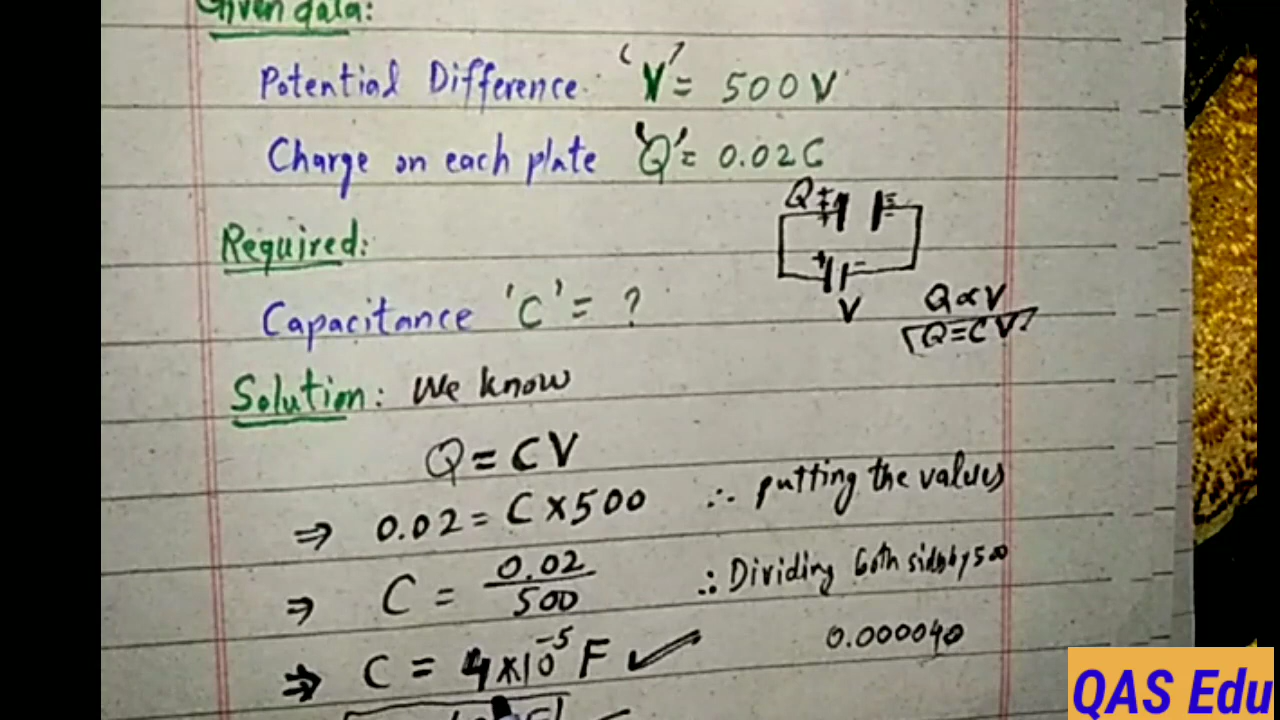 Given data:
Potential Difference 'V' = 500V
Charge on each plate 'Q' = 0.02C
Q
Required:
+ -
V
Capacitance 'C' = ?
Q ∝ V
Q = CV
Solution: We know
Q = CV
⇒ 0.02 = C × 500 ∴ putting the values
⇒ C = 0.02/500 ∴ Dividing both sides by 500
0.000040
⇒ C = 4×10⁻⁵ F ✓
QAS Edu